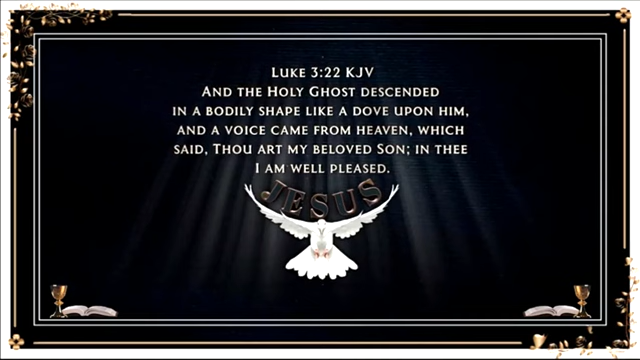 Luke 3:22 KJV
And the Holy Ghost descended
in a bodily shape like a dove upon him,
and a voice came from heaven, which
said, Thou art my beloved Son; in thee
I am well pleased.
JESUS